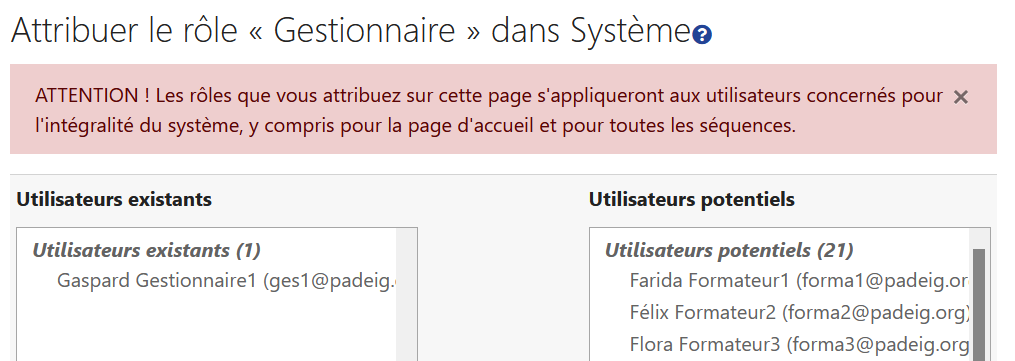 Attribuer le rôle « Gestionnaire » dans Système?
ATTENTION ! Les rôles que vous attribuez sur cette page s'appliqueront aux utilisateurs concernés pour ×
l'intégralité du système, y compris pour la page d'accueil et pour toutes les séquences.
Utilisateurs existants
Utilisateurs existants (1)
Gaspard Gestionnaire1 (ges1@padeig.
Utilisateurs potentiels
Utilisateurs potentiels (21)
Farida Formateur1 (forma1@padeig.or
Félix Formateur2 (forma2@padeig.org)
Flora Formateur3 (forma3@padeig.org